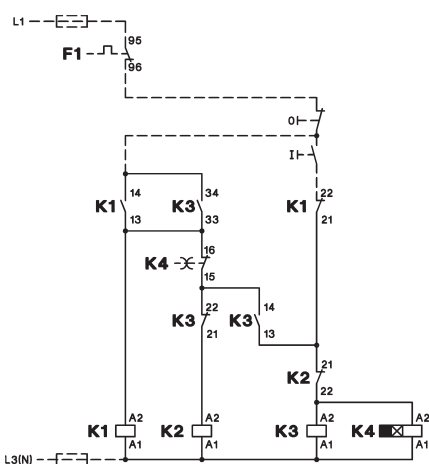 L1
95
F1
96
O
I
14 34 22
K1 K3 K1
13 33 21
16
K4
15
22 14
K3 K3
21 13
21
K2
22
A2 A2 A2 A2
K1 K2 K3 K4
A1 A1 A1 A1
L3(N)